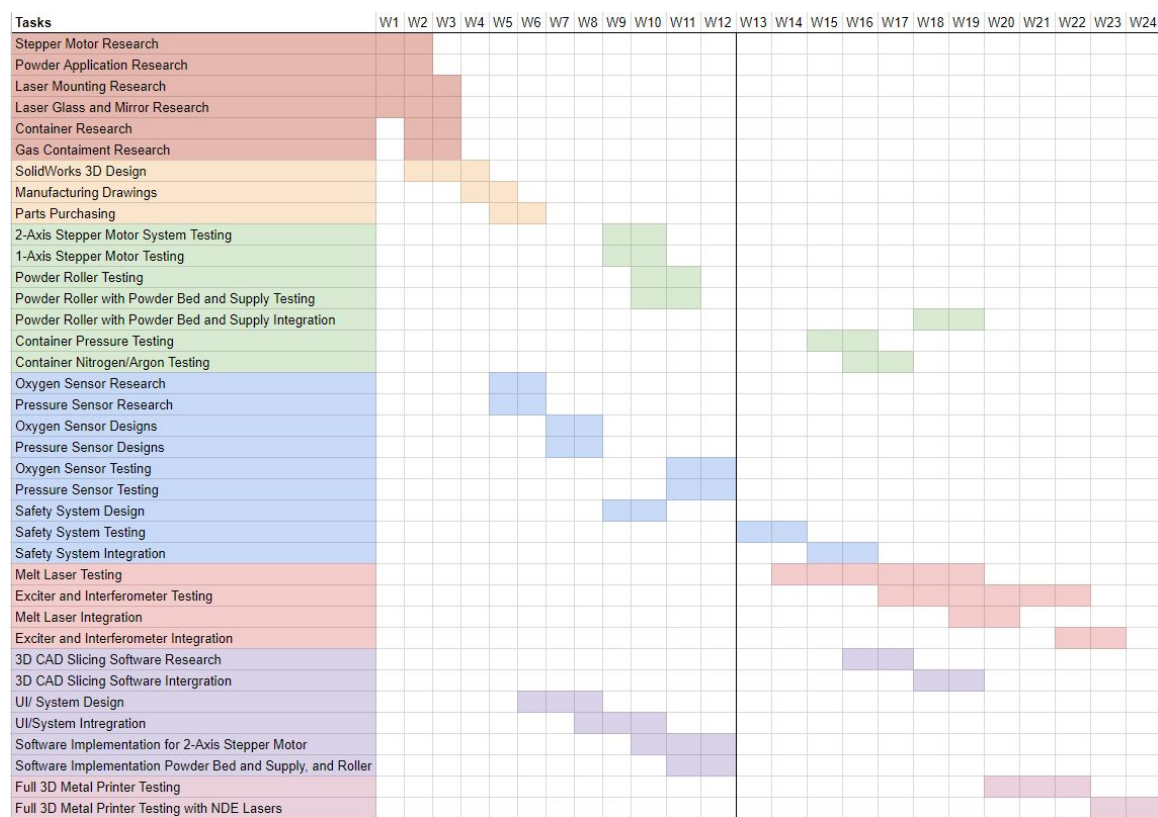 Tasks W1 W2 W3 W4 W5 W6 W7 W8 W9 W10 W11 W12 W13 W14 W15 W16 W17 W18 W19 W20 W21 W22 W23 W24
Stepper Motor Research
Powder Application Research
Laser Mounting Research
Laser Glass and Mirror Research
Container Research
Gas Contaiment Research
SolidWorks 3D Design
Manufacturing Drawings
Parts Purchasing
2-Axis Stepper Motor System Testing
1-Axis Stepper Motor Testing
Powder Roller Testing
Powder Roller with Powder Bed and Supply Testing
Powder Roller with Powder Bed and Supply Integration
Container Pressure Testing
Container Nitrogen/Argon Testing
Oxygen Sensor Research
Pressure Sensor Research
Oxygen Sensor Designs
Pressure Sensor Designs
Oxygen Sensor Testing
Pressure Sensor Testing
Safety System Design
Safety System Testing
Safety System Integration
Melt Laser Testing
Exciter and Interferometer Testing
Melt Laser Integration
Exciter and Interferometer Integration
3D CAD Slicing Software Research
3D CAD Slicing Software Intergration
UI/ System Design
UI/System Intregration
Software Implementation for 2-Axis Stepper Motor
Software Implementation Powder Bed and Supply, and Roller
Full 3D Metal Printer Testing
Full 3D Metal Printer Testing with NDE Lasers